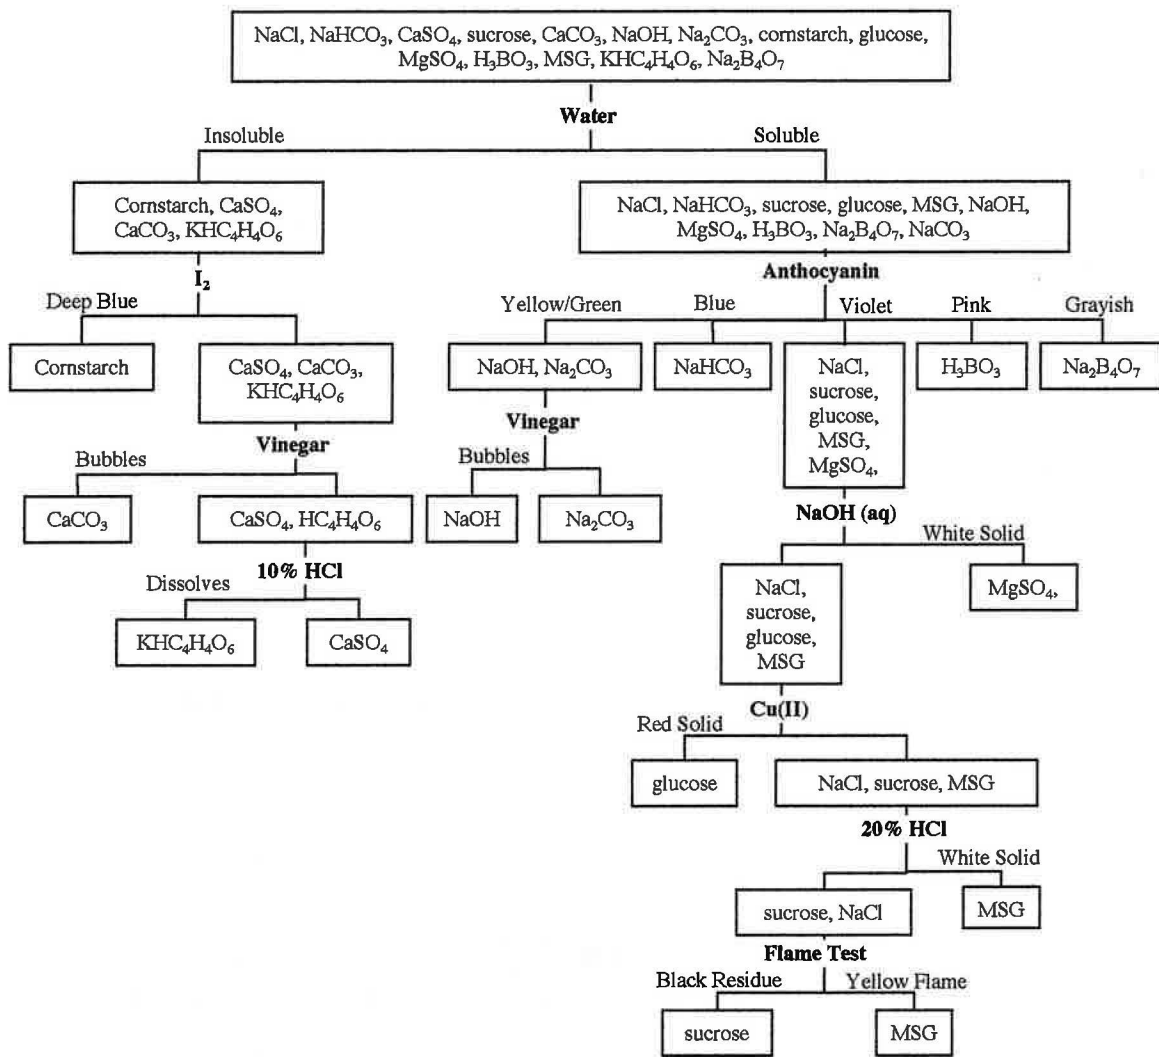 NaCl, NaHCO₃, CaSO₄, sucrose, CaCO₃, NaOH, Na₂CO₃, cornstarch, glucose,
MgSO₄, H₃BO₃, MSG, KHC₄H₄O₆, Na₂B₄O₇
Water
Insoluble
Soluble
Cornstarch, CaSO₄,
CaCO₃, KHC₄H₄O₆
NaCl, NaHCO₃, sucrose, glucose, MSG, NaOH,
MgSO₄, H₃BO₃, Na₂B₄O₇, NaCO₃
I₂
Anthocyanin
Deep Blue
Yellow/Green
Blue
Violet
Pink
Grayish
Cornstarch
CaSO₄, CaCO₃,
KHC₄H₄O₆
NaOH, Na₂CO₃
NaHCO₃
NaCl,
sucrose,
glucose,
MSG,
MgSO₄,
H₃BO₃
Na₂B₄O₇
Vinegar
Vinegar
Bubbles
Bubbles
CaCO₃
CaSO₄, HC₄H₄O₆
NaOH
Na₂CO₃
NaOH (aq)
White Solid
10% HCl
Dissolves
KHC₄H₄O₆
CaSO₄
NaCl,
sucrose,
glucose,
MSG
MgSO₄,
Cu(II)
Red Solid
glucose
NaCl, sucrose, MSG
20% HCl
White Solid
sucrose, NaCl
MSG
Flame Test
Black Residue
Yellow Flame
sucrose
MSG